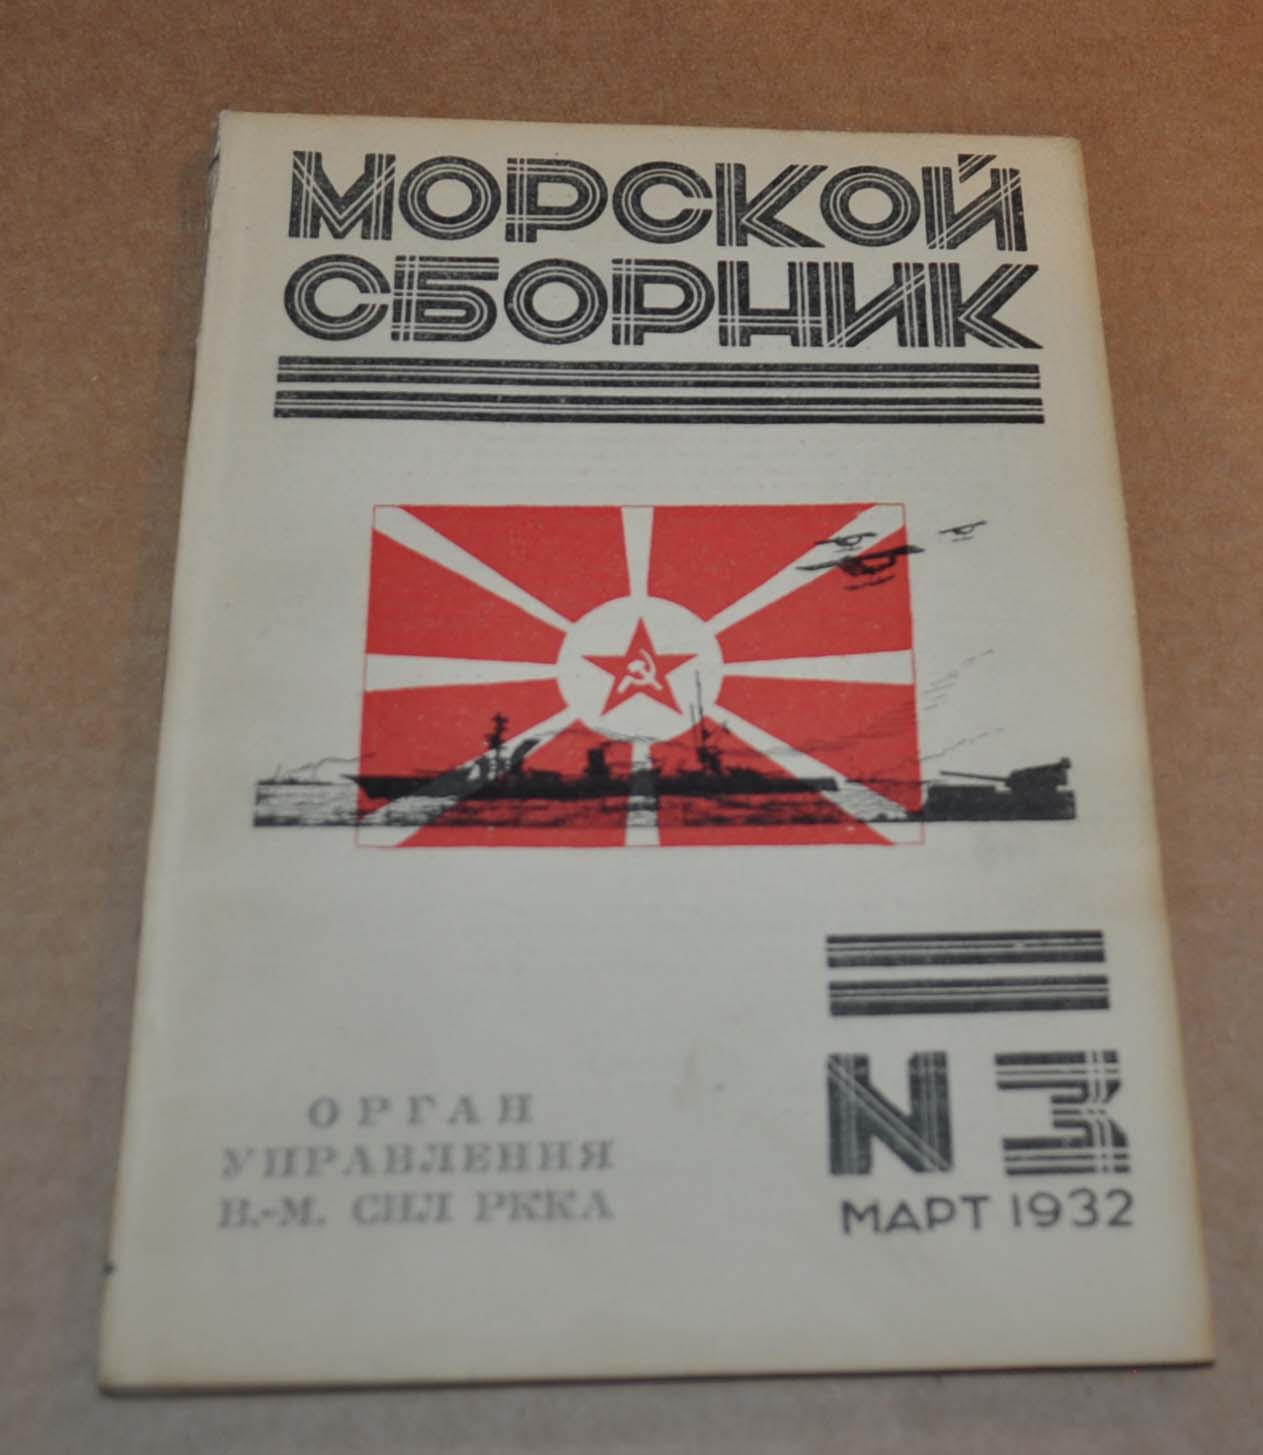 МОРСКОЙ
СБОРНИК
ОРГАН
УПРАВЛЕНИЯ
В.-М. СИЛ РККА
N 3
МАРТ 1932